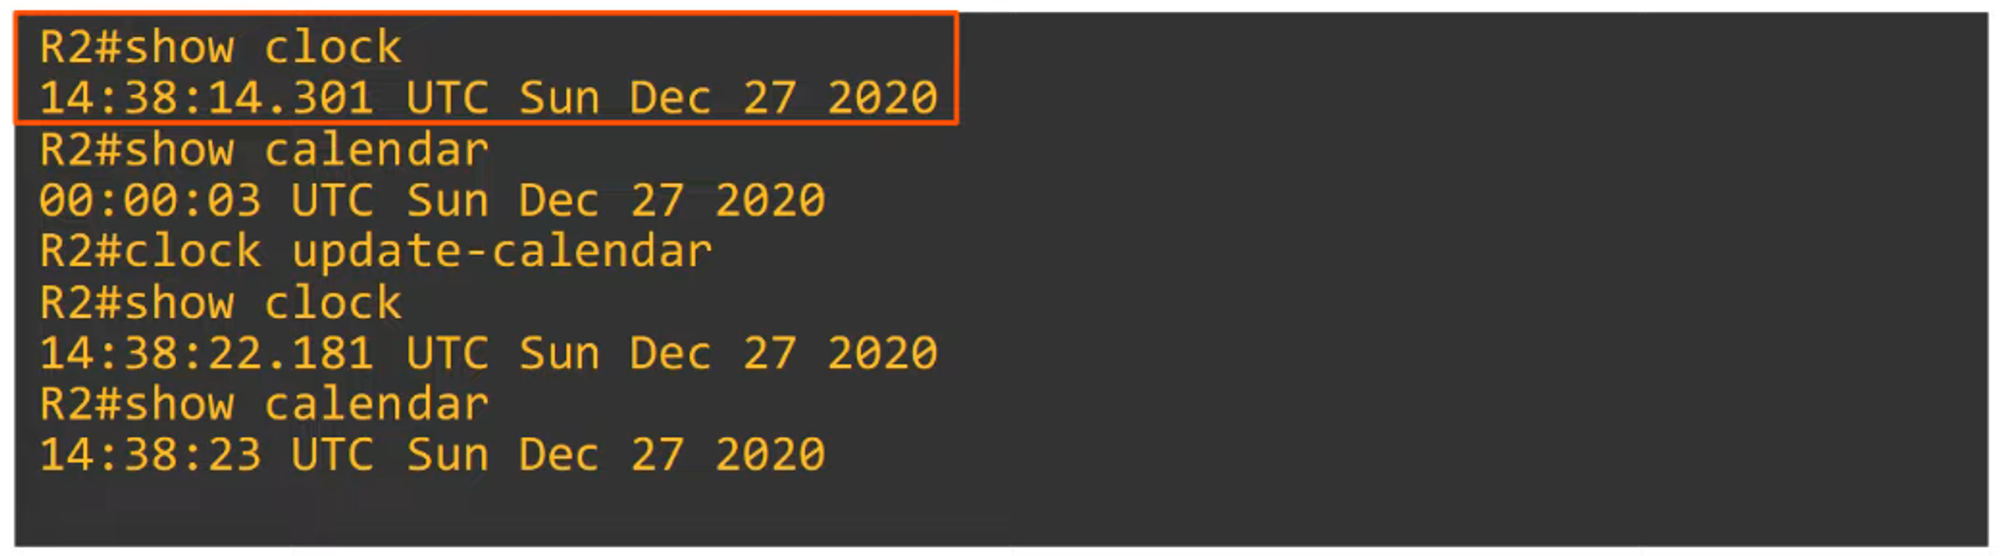 R2#show clock
14:38:14.301 UTC Sun Dec 27 2020
R2#show calendar
00:00:03 UTC Sun Dec 27 2020
R2#clock update-calendar
R2#show clock
14:38:22.181 UTC Sun Dec 27 2020
R2#show calendar
14:38:23 UTC Sun Dec 27 2020